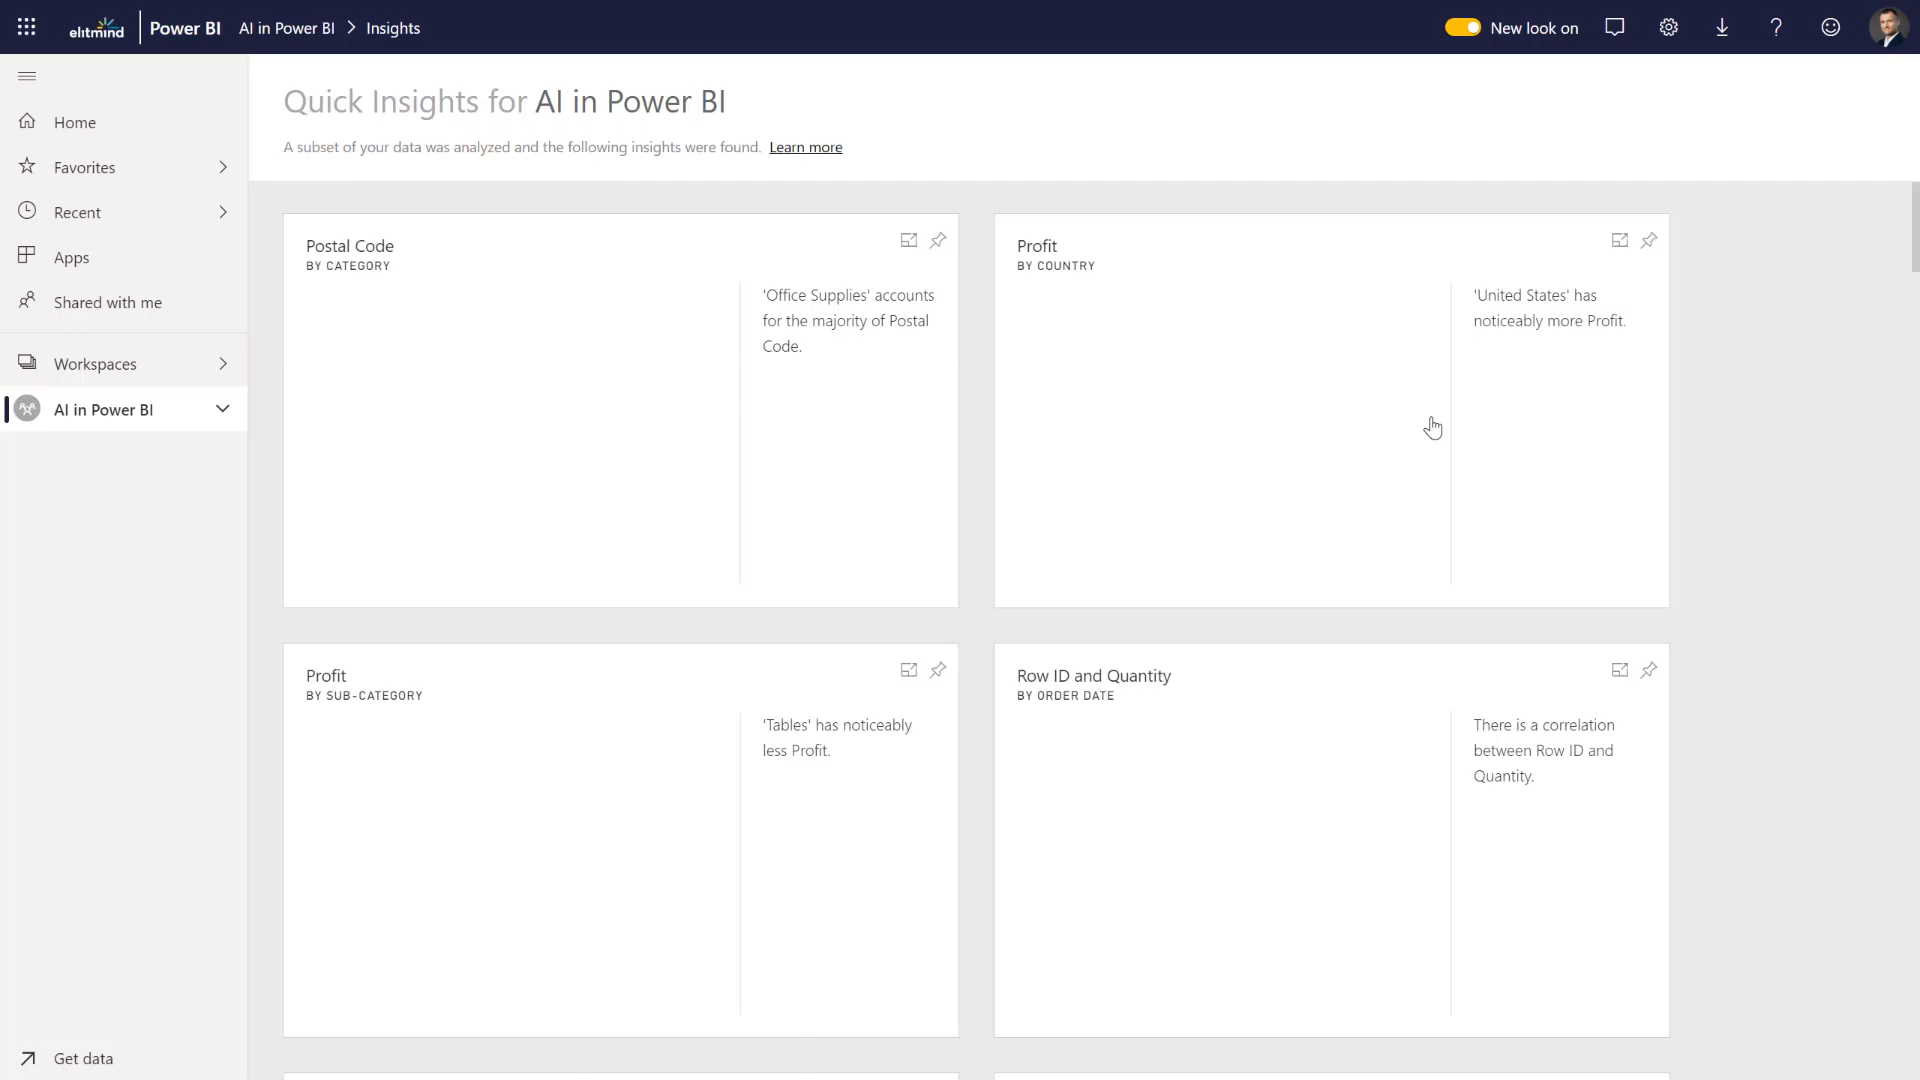 elitmind
Power BI
AI in Power BI
Insights
New look on
Home
Favorites
Recent
Apps
Shared with me
Workspaces
AI in Power BI
Get data
Quick Insights for AI in Power BI
A subset of your data was analyzed and the following insights were found. Learn more
Postal Code
BY CATEGORY
'Office Supplies' accounts
for the majority of Postal
Code.
Profit
BY COUNTRY
'United States' has
noticeably more Profit.
Profit
BY SUB-CATEGORY
'Tables' has noticeably
less Profit.
Row ID and Quantity
BY ORDER DATE
There is a correlation
between Row ID and
Quantity.